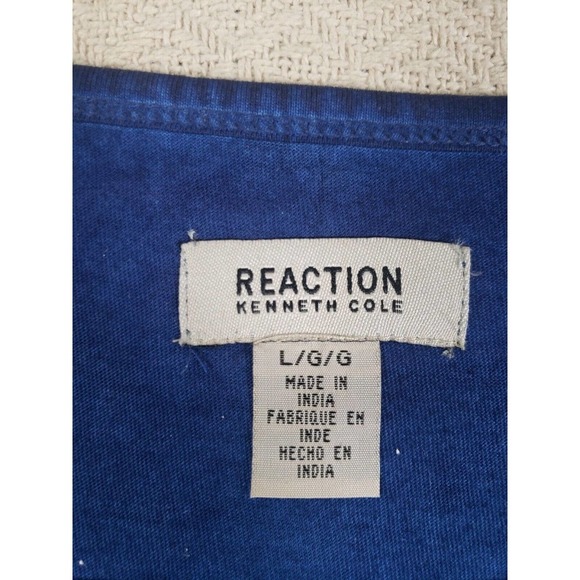 REACTION
KENNETH COLE
L/G/G
MADE IN
INDIA
FABRIQUE EN
INDE
HECHO EN
INDIA